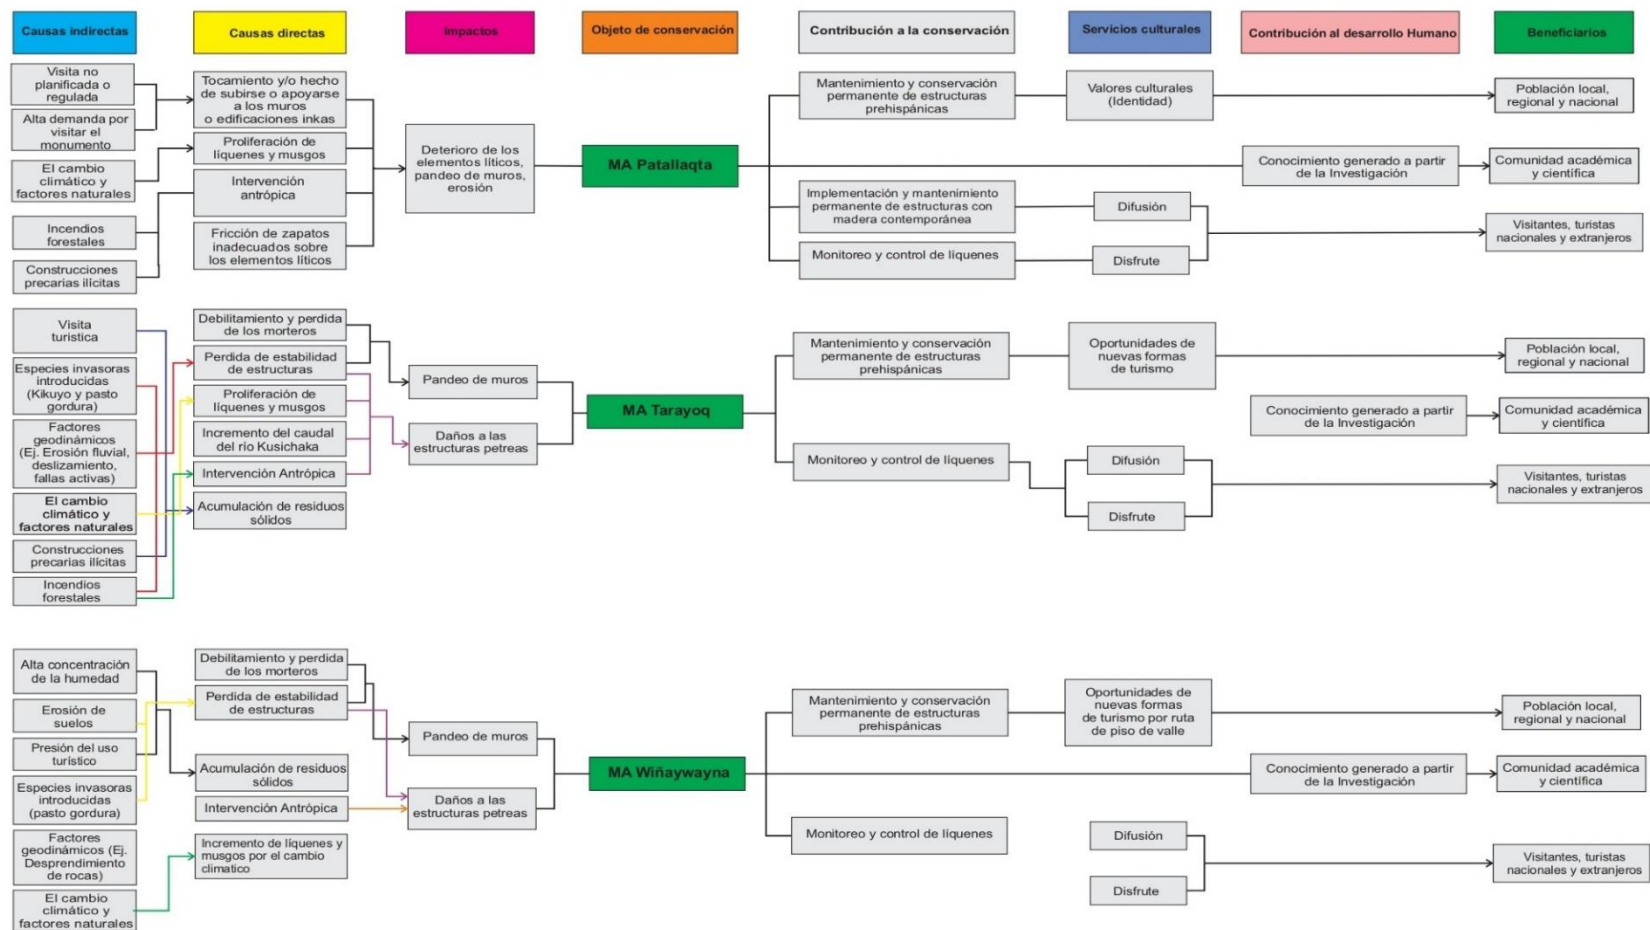 Causas indirectas
Causas directas
Impactos
Objeto de conservación
Contribución a la conservación
Servicios culturales
Contribución al desarrollo Humano
Beneficiarios
Visita no
planificada o
regulada
Alta demanda por
visitar el
monumento
El cambio
climático y
factores naturales
Incendios
forestales
Construcciones
precarias ilícitas
Tocamiento y/o hecho
de subirse o apoyarse
a los muros
o edificaciones inkas
Proliferación de
líquenes y musgos
Intervención
antrópica
Fricción de zapatos
inadecuados sobre
los elementos líticos
Deterioro de los
elementos líticos,
pandeo de muros,
erosión
MA Patallaqta
Mantenimiento y conservación
permanente de estructuras
prehispánicas
Implementación y mantenimiento
permanente de estructuras con
madera contemporánea
Monitoreo y control de líquenes
Valores culturales
(Identidad)
Difusión
Disfrute
Conocimiento generado a partir
de la Investigación
Población local,
regional y nacional
Comunidad académica
y científica
Visitantes, turistas
nacionales y extranjeros
Visita
turística
Especies invasoras
introducidas
(Kikuyo y pasto
gordura)
Factores
geodinámicos
(Ej. Erosión fluvial,
deslizamiento,
fallas activas)
El cambio
climático y
factores naturales
Construcciones
precarias ilícitas
Incendios
forestales
Debilitamiento y perdida
de los morteros
Perdida de estabilidad
de estructuras
Proliferación de
líquenes y musgos
Incremento del caudal
del río Kusichaka
Intervención Antrópica
Acumulación de residuos
sólidos
Pandeo de muros
Daños a las
estructuras petreas
MA Tarayoq
Mantenimiento y conservación
permanente de estructuras
prehispánicas
Monitoreo y control de líquenes
Oportunidades de
nuevas formas
de turismo
Difusión
Disfrute
Conocimiento generado a partir
de la Investigación
Población local,
regional y nacional
Comunidad académica
y científica
Visitantes, turistas
nacionales y extranjeros
Alta concentración
de la humedad
Erosión de
suelos
Presión del uso
turístico
Especies invasoras
introducidas
(pasto gordura)
Factores
geodinámicos (Ej.
Desprendimiento
de rocas)
El cambio
climático y
factores naturales
Debilitamiento y perdida
de los morteros
Perdida de estabilidad
de estructuras
Acumulación de residuos
sólidos
Intervención Antrópica
Incremento de líquenes y
musgos por el cambio
climatico
Pandeo de muros
Daños a las
estructuras petreas
MA Wiñaywayna
Mantenimiento y conservación
permanente de estructuras
prehispánicas
Monitoreo y control de líquenes
Oportunidades de
nuevas formas
de turismo por ruta
de piso de valle
Difusión
Disfrute
Conocimiento generado a partir
de la Investigación
Población local,
regional y nacional
Comunidad académica
y científica
Visitantes, turistas
nacionales y extranjeros